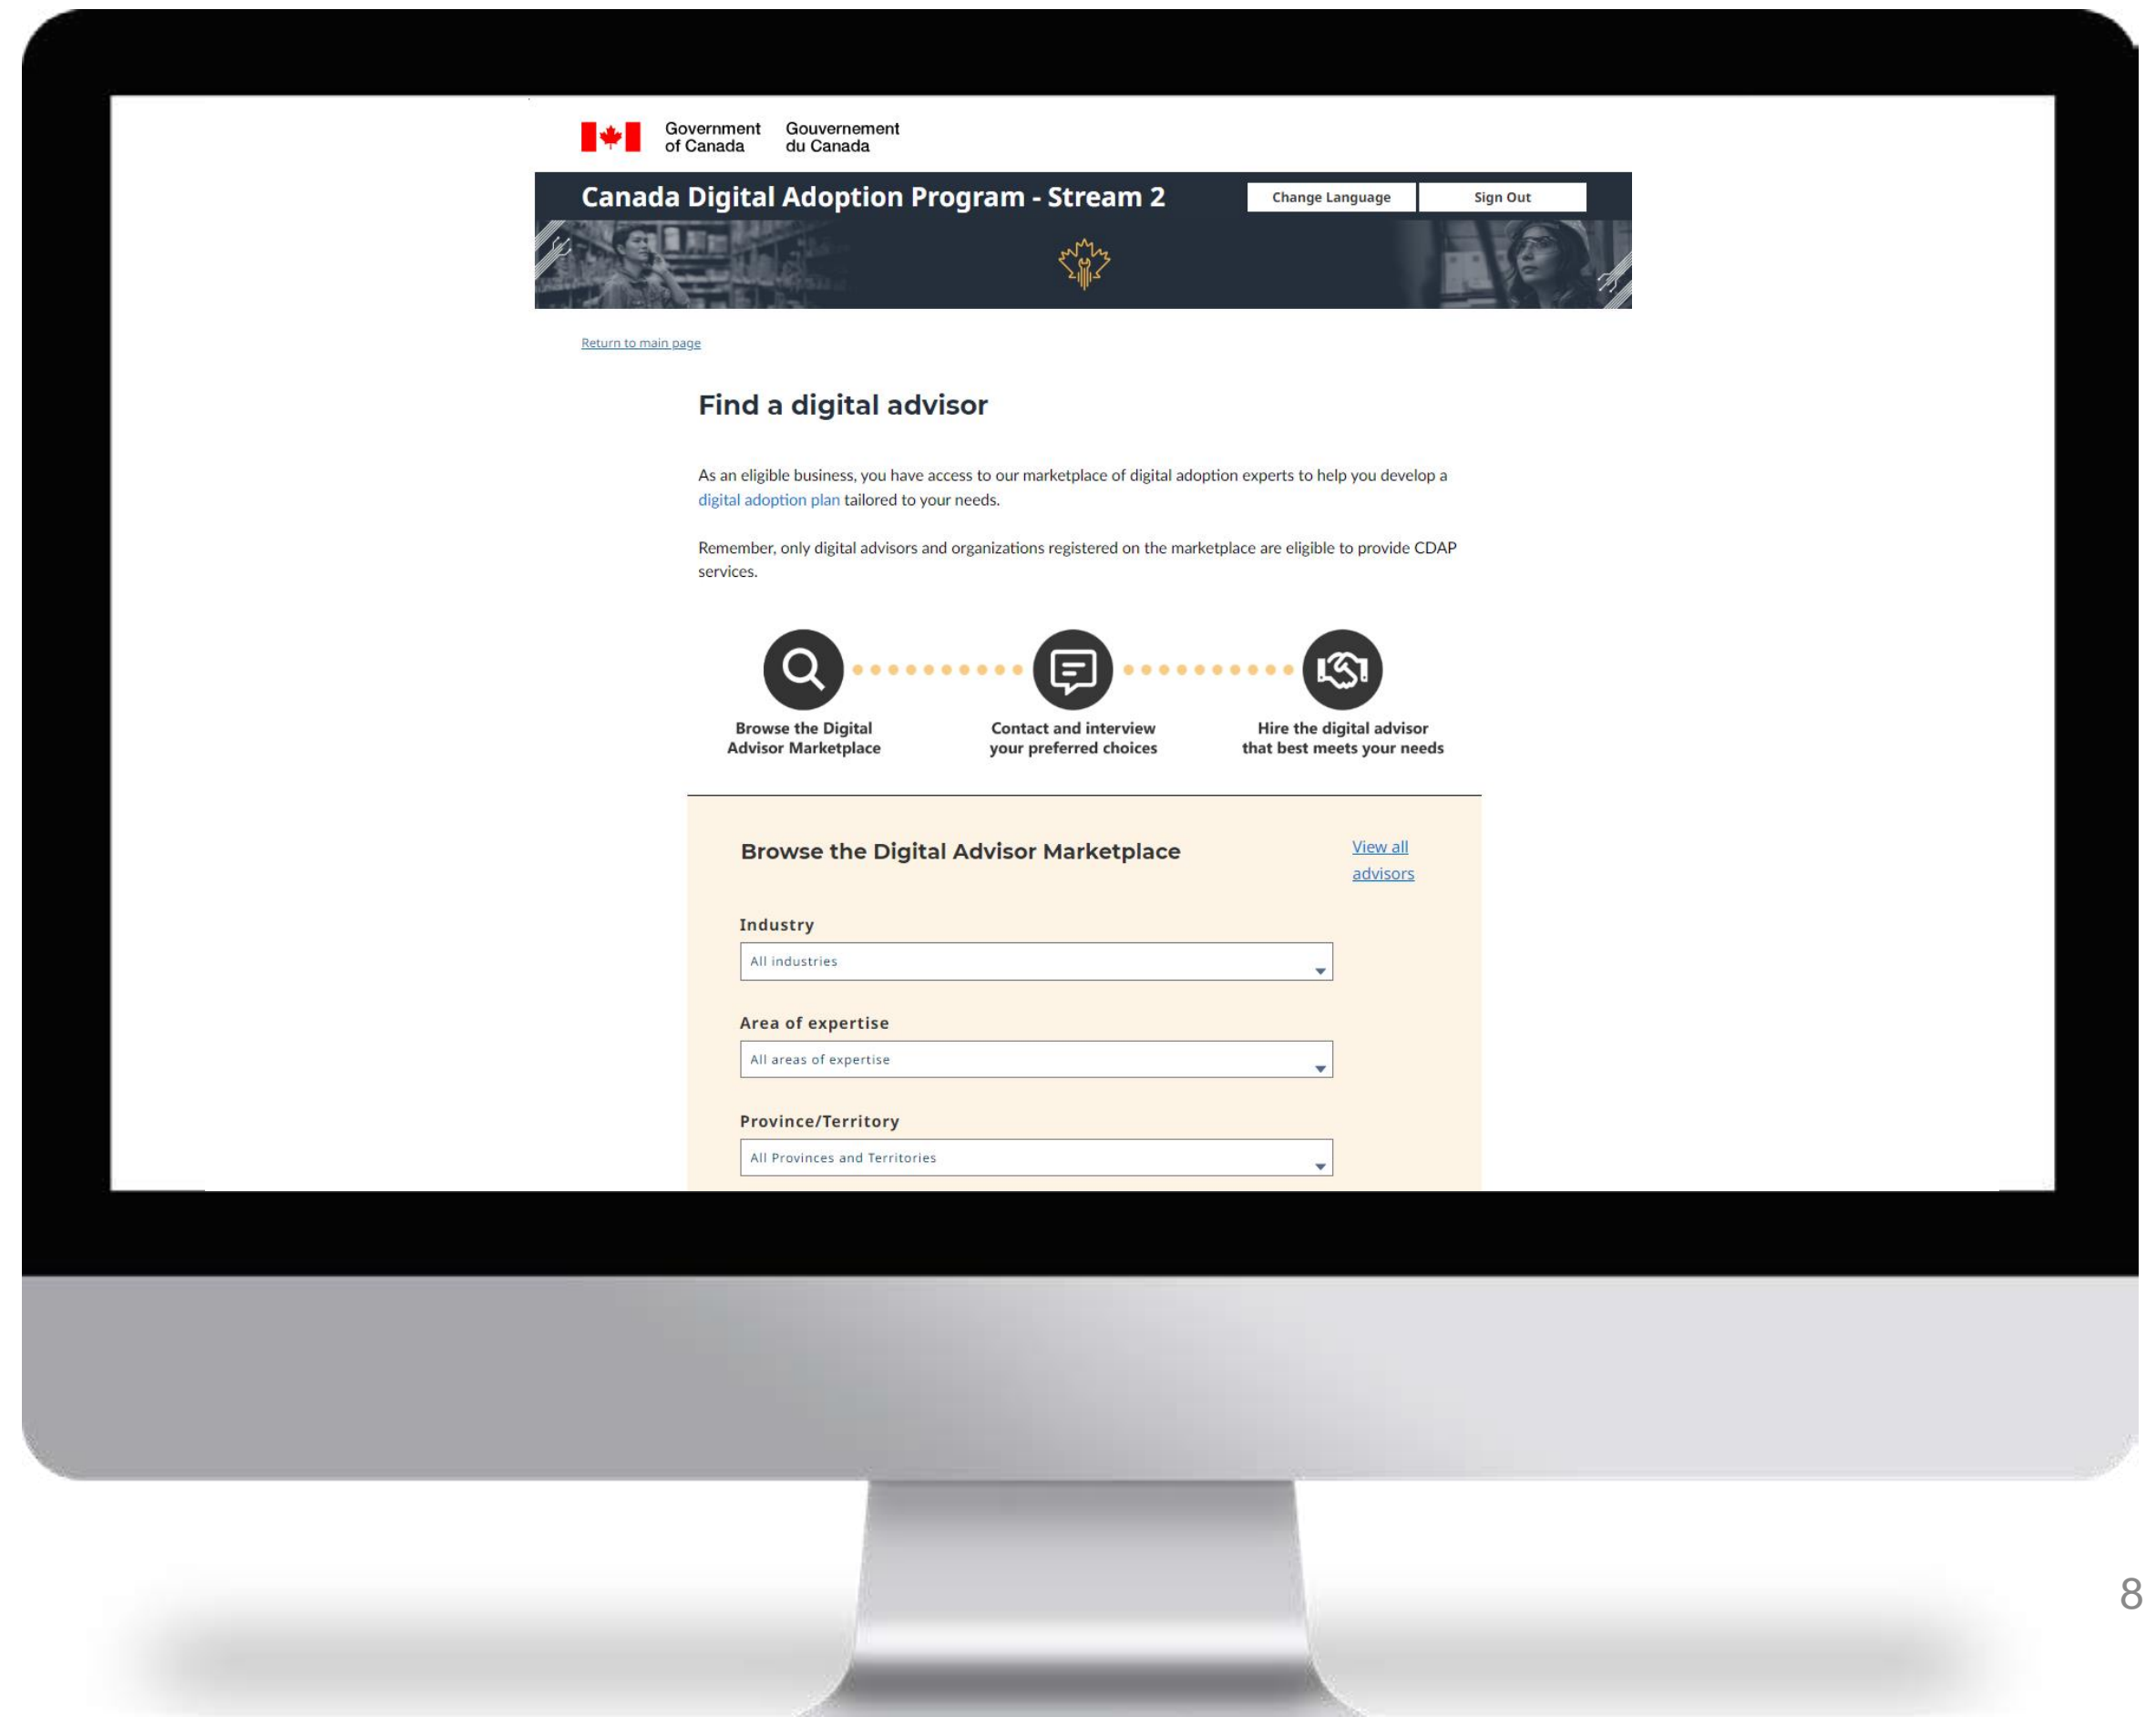 Government Gouvernement
of Canada du Canada
Canada Digital Adoption Program - Stream 2
Change Language
Sign Out
Return to main page
Find a digital advisor
As an eligible business, you have access to our marketplace of digital adoption experts to help you develop a
digital adoption plan tailored to your needs.
Remember, only digital advisors and organizations registered on the marketplace are eligible to provide CDAP
services.
Browse the Digital
Advisor Marketplace
Contact and interview
your preferred choices
Hire the digital advisor
that best meets your needs
Browse the Digital Advisor Marketplace
View all
advisors
Industry
All industries
Area of expertise
All areas of expertise
Province/Territory
All Provinces and Territories
8